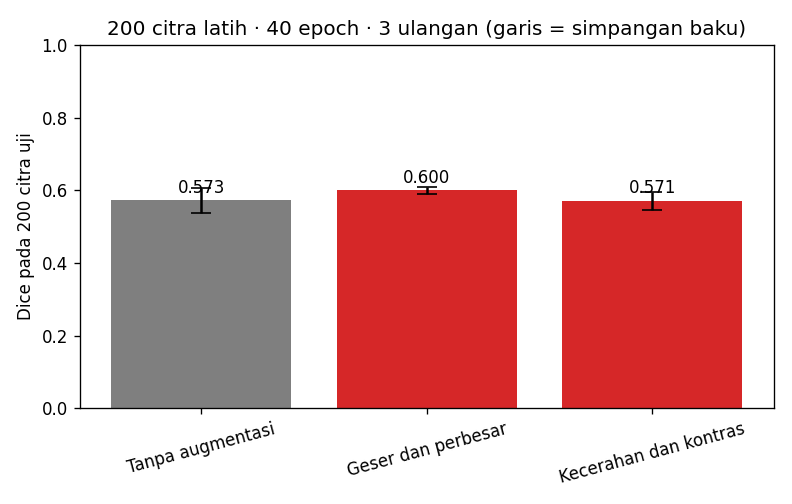 200 citra latih · 40 epoch · 3 ulangan (garis = simpangan baku)
Dice pada 200 citra uji
1.0
0.8
0.6
0.4
0.2
0.0
0.573
0.600
0.571
Tanpa augmentasi
Geser dan perbesar
Kecerahan dan kontras